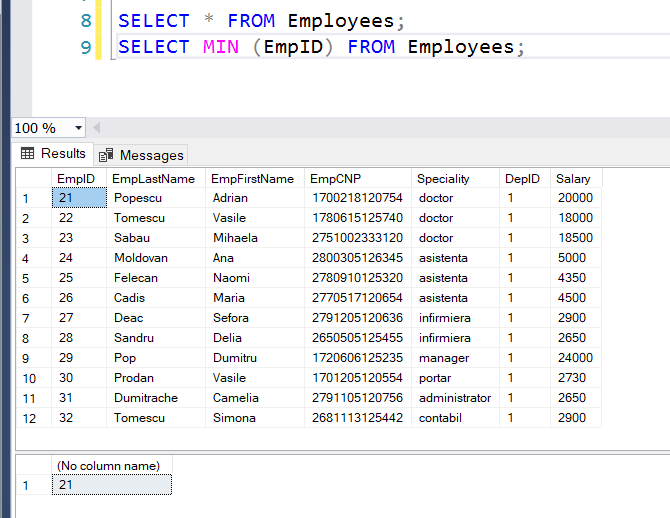 8 SELECT * FROM Employees;
9 SELECT MIN (EmpID) FROM Employees;
100 %
Results Messages
EmpID EmpLastName EmpFirstName EmpCNP Speciality DepID Salary
1 21 Popescu Adrian 1700218120754 doctor 1 20000
2 22 Tomescu Vasile 1780615125740 doctor 1 18000
3 23 Sabau Mihaela 2751002333120 doctor 1 18500
4 24 Moldovan Ana 2800305126345 asistenta 1 5000
5 25 Felecan Naomi 2780910125320 asistenta 1 4350
6 26 Cadis Maria 2770517120654 asistenta 1 4500
7 27 Deac Sefora 2791205120636 infirmiera 1 2900
8 28 Sandru Delia 2650505125455 infirmiera 1 2650
9 29 Pop Dumitru 1720606125235 manager 1 24000
10 30 Prodan Vasile 1701205120554 portar 1 2730
11 31 Dumitrache Camelia 2791105120756 administrator 1 2650
12 32 Tomescu Simona 2681113125442 contabil 1 2900
(No column name)
1 21